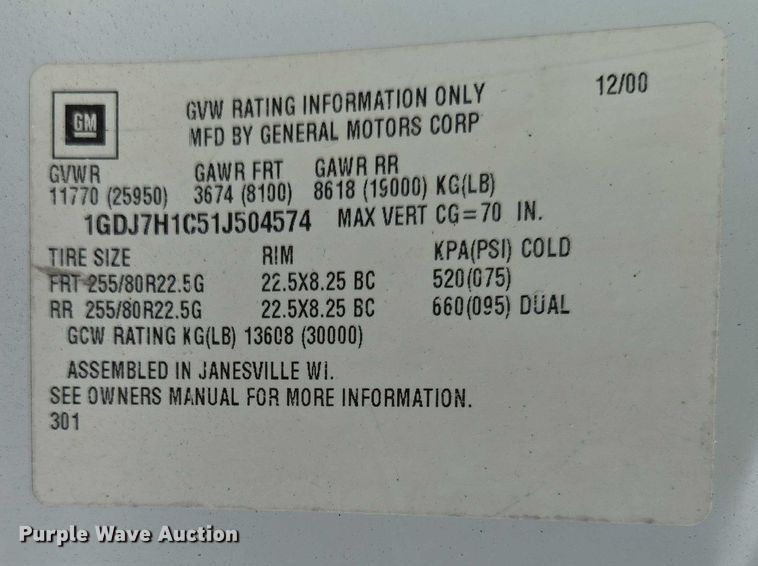 GM
GVW RATING INFORMATION ONLY 12/00
MFD BY GENERAL MOTORS CORP
GVWR GAWR FRT GAWR RR
11770 (25950) 3674 (8100) 8618 (19000) KG(LB)
1GDJ7H1C51J504574 MAX VERT CG=70 IN.
TIRE SIZE RIM KPA(PSI) COLD
FRT 255/80R22.5G 22.5X8.25 BC 520(075)
RR 255/80R22.5G 22.5X8.25 BC 660(095) DUAL
GCW RATING KG(LB) 13608 (30000)
ASSEMBLED IN JANESVILLE WI.
SEE OWNERS MANUAL FOR MORE INFORMATION.
301
Purple Wave Auction